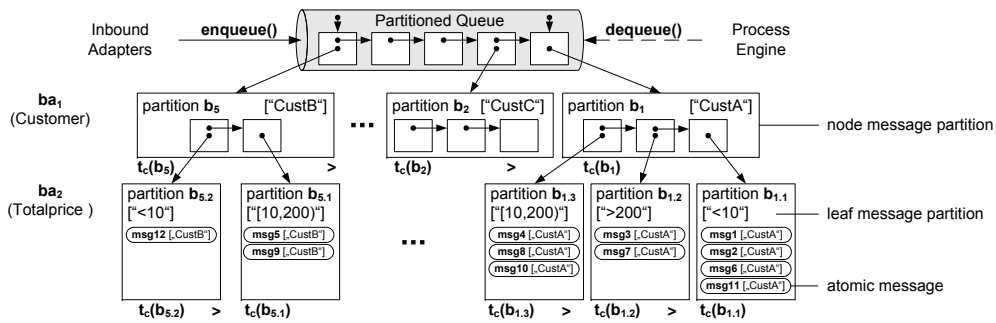 Partitioned Queue
Inbound Adapters
enqueue()
dequeue()
Process Engine
ba1 (Customer)
partition b5 [“CustB“]
...
partition b2 [“CustC“]
partition b1 [“CustA“]
node message partition
tc(b5) > tc(b2) > tc(b1)
ba2 (Totalprice )
partition b5.2 [“<10“]
msg12 [„CustB“]
partition b5.1 [“[10,200)“]
msg5 [„CustB“]
msg9 [„CustB“]
...
partition b1.3 [“[10,200)“]
msg4 [„CustA“]
msg8 [„CustA“]
msg10 [„CustA“]
partition b1.2 [“>200“]
msg3 [„CustA“]
msg7 [„CustA“]
partition b1.1 [“<10“]
msg1 [„CustA“]
msg2 [„CustA“]
msg6 [„CustA“]
msg11 [„CustA“]
leaf message partition
atomic message
tc(b5.2) > tc(b5.1)
tc(b1.3) > tc(b1.2) > tc(b1.1)